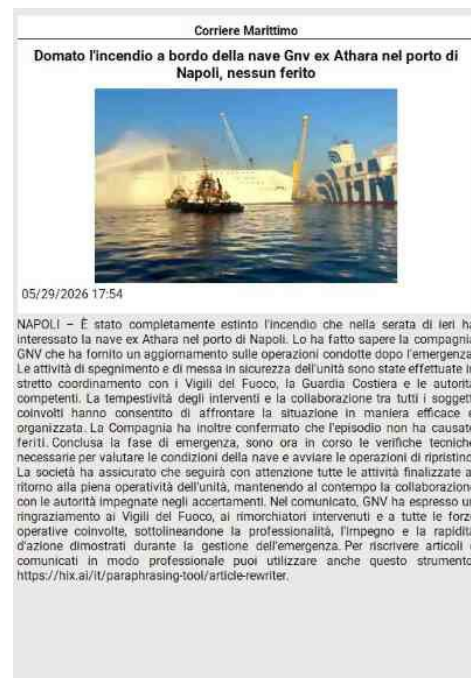 Corriere Marittimo
Domato l'incendio a bordo della nave Gnv ex Athara nel porto di
Napoli, nessun ferito
05/29/2026 17:54
NAPOLI – È stato completamente estinto l'incendio che nella serata di ieri ha
interessato la nave ex Athara nel porto di Napoli. Lo ha fatto sapere la compagnia
GNV che ha fornito un aggiornamento sulle operazioni condotte dopo l'emergenza.
Le attività di spegnimento e di messa in sicurezza dell'unità sono state effettuate in
stretto coordinamento con i Vigili del Fuoco, la Guardia Costiera e le autorità
competenti. La tempestività degli interventi e la collaborazione tra tutti i soggetti
coinvolti hanno consentito di affrontare la situazione in maniera efficace e
organizzata. La Compagnia ha inoltre confermato che l'episodio non ha causato
feriti. Conclusa la fase di emergenza, sono ora in corso le verifiche tecniche
necessarie per valutare le condizioni della nave e avviare le operazioni di ripristino.
La società ha assicurato che seguirà con attenzione tutte le attività finalizzate al
ritorno alla piena operatività dell'unità, mantenendo al contempo la collaborazione
con le autorità impegnate negli accertamenti. Nel comunicato, GNV ha espresso un
ringraziamento ai Vigili del Fuoco, ai rimorchiatori intervenuti e a tutte le forze
operative coinvolte, sottolineandone la professionalità, l'impegno e la rapidità
d'azione dimostrati durante la gestione dell'emergenza. Per riscrivere articoli o
comunicati in modo professionale puoi utilizzare anche questo strumento:
https://hix.ai/it/paraphrasing-tool/article-rewriter.